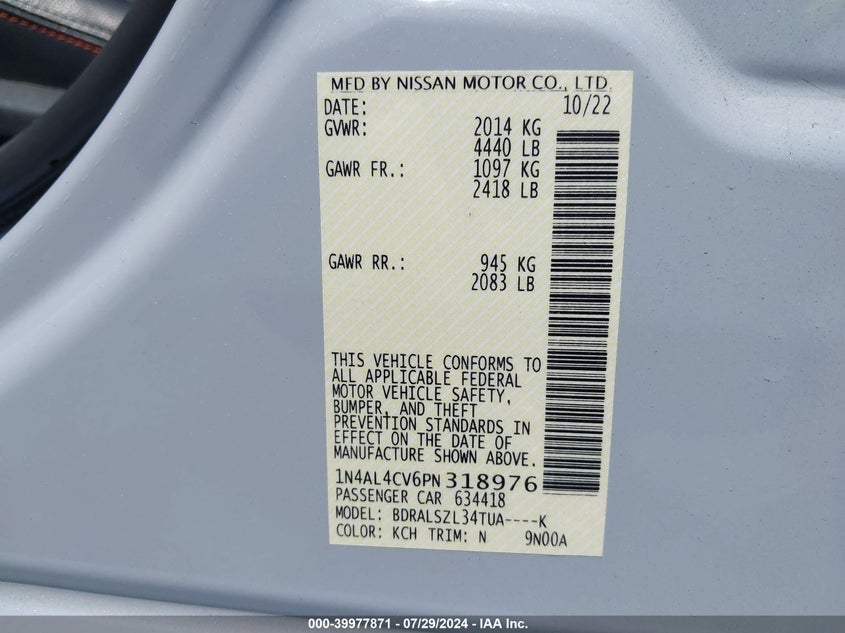 MFD BY NISSAN MOTOR CO., LTD.
DATE: 10/22
GVWR: 2014 KG
4440 LB
GAWR FR.: 1097 KG
2418 LB
GAWR RR.: 945 KG
2083 LB
THIS VEHICLE CONFORMS TO
ALL APPLICABLE FEDERAL
MOTOR VEHICLE SAFETY,
BUMPER, AND THEFT
PREVENTION STANDARDS IN
EFFECT ON THE DATE OF
MANUFACTURE SHOWN ABOVE.
1N4AL4CV6PN318976
PASSENGER CAR 634418
MODEL: BDRALSZL34TUA----K
COLOR: KCH TRIM: N 9N00A
000-39977871 / 07/29/2024 - IAA Inc.